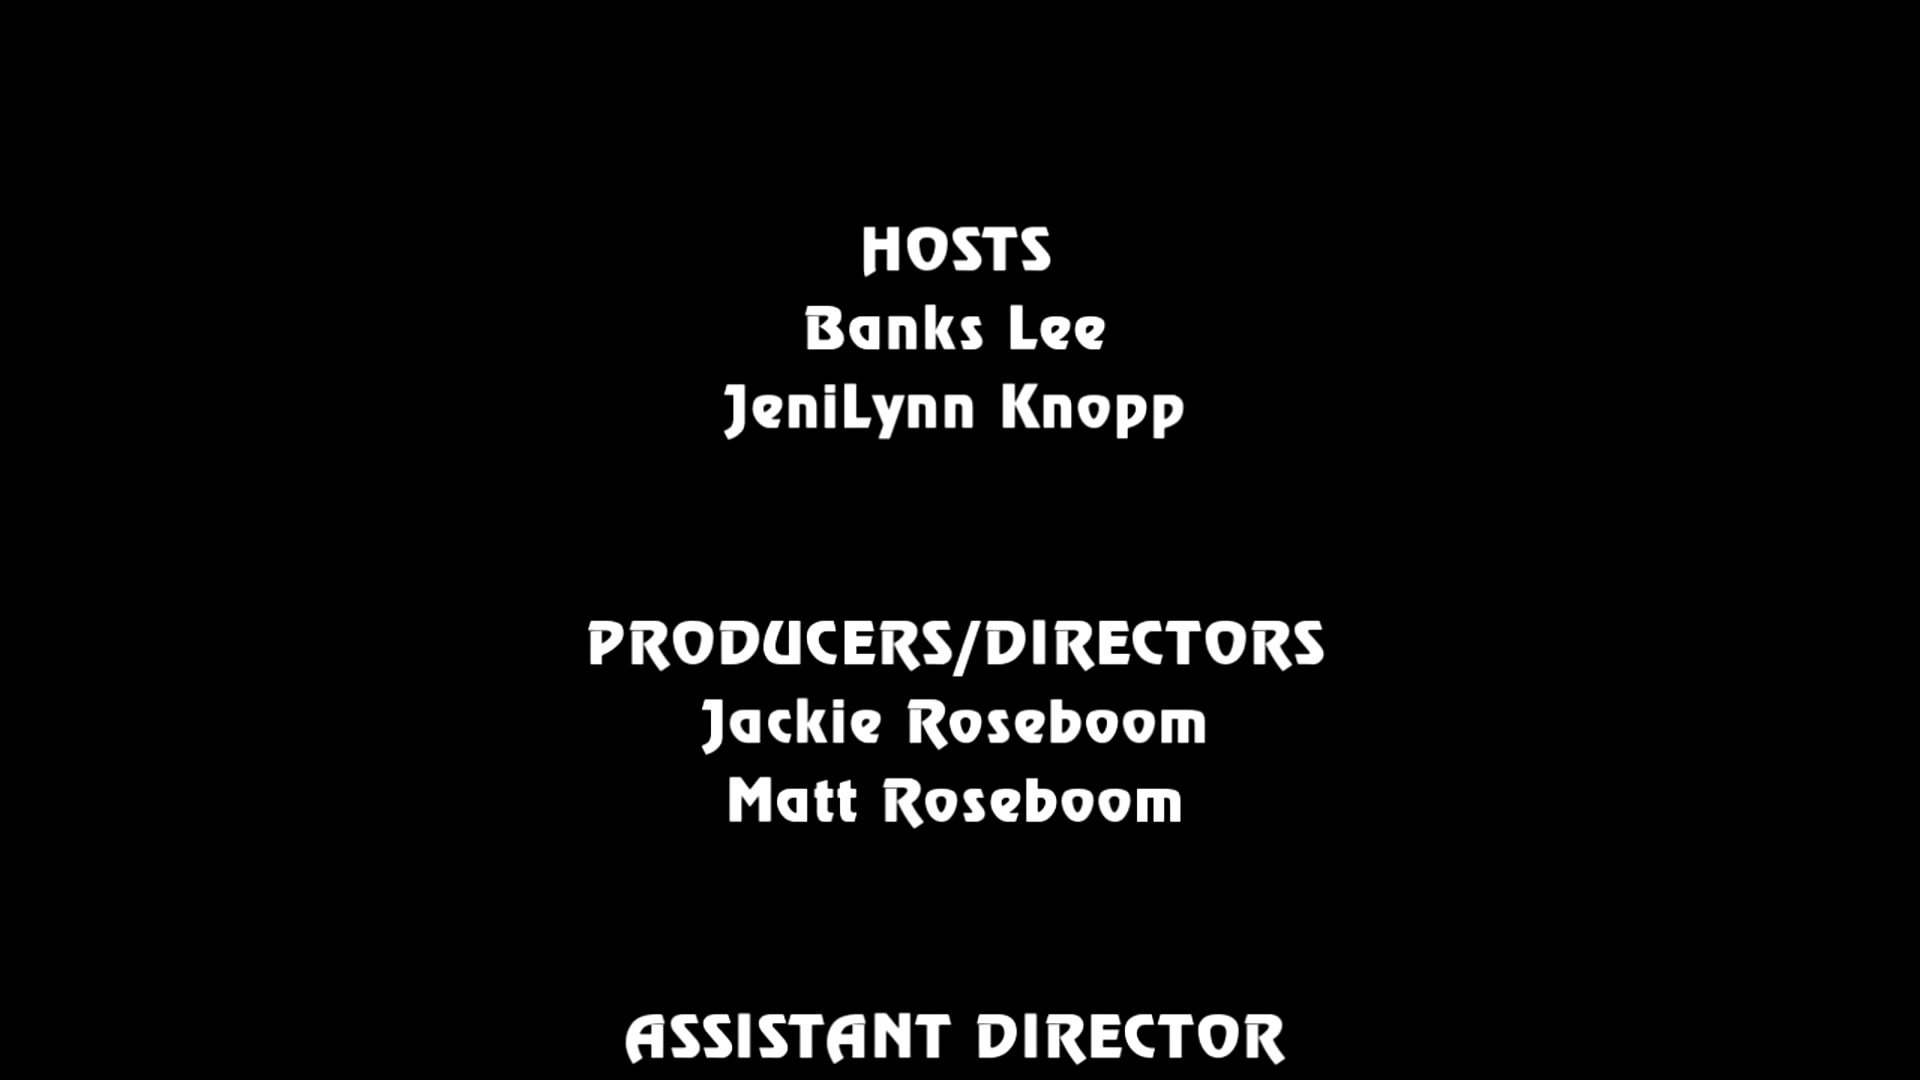 HOSTS
Banks Lee
JeniLynn Knopp
PRODUCERS/DIRECTORS
Jackie Roseboom
Matt Roseboom
ASSISTANT DIRECTOR